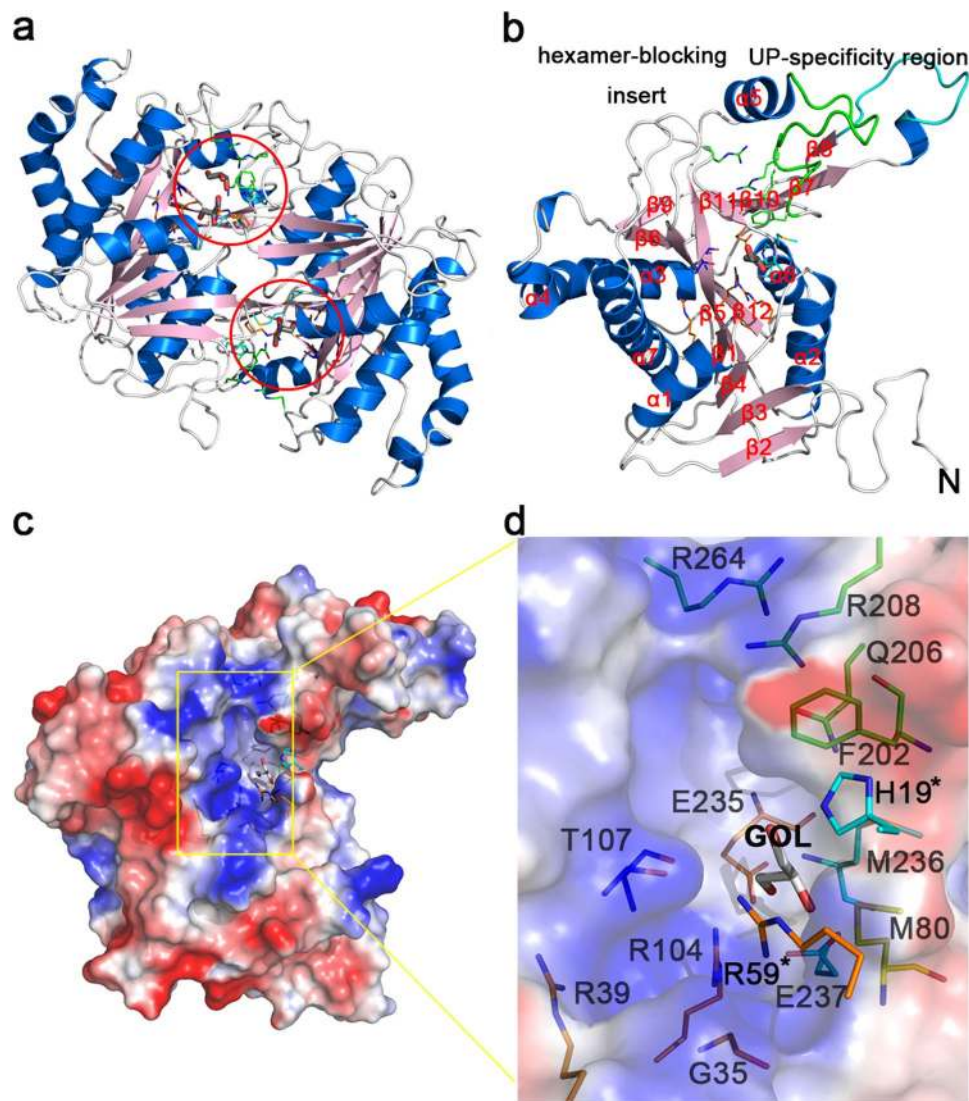 a
b
hexamer-blocking
insert
UP-specificity region
α5
β8
β7
β9
β11
β10
β6
α3
α6
α4
β5
β12
α7
β1
α2
α1
β4
β3
β2
N
c
d
R264
R208
Q206
F202
E235
H19*
GOL
T107
M236
M80
R104
R59*
R39
E237
G35